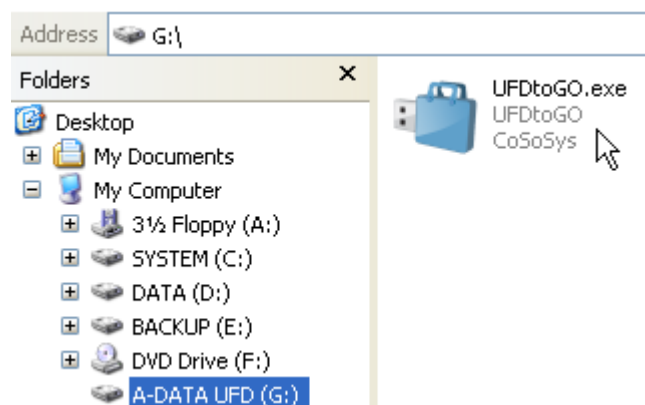 Address G:\
Folders
Desktop
My Documents
My Computer
3½ Floppy (A:)
SYSTEM (C:)
DATA (D:)
BACKUP (E:)
DVD Drive (F:)
A-DATA UFD (G:)
UFDtoGO.exe
UFDtoGO
CoSoSys